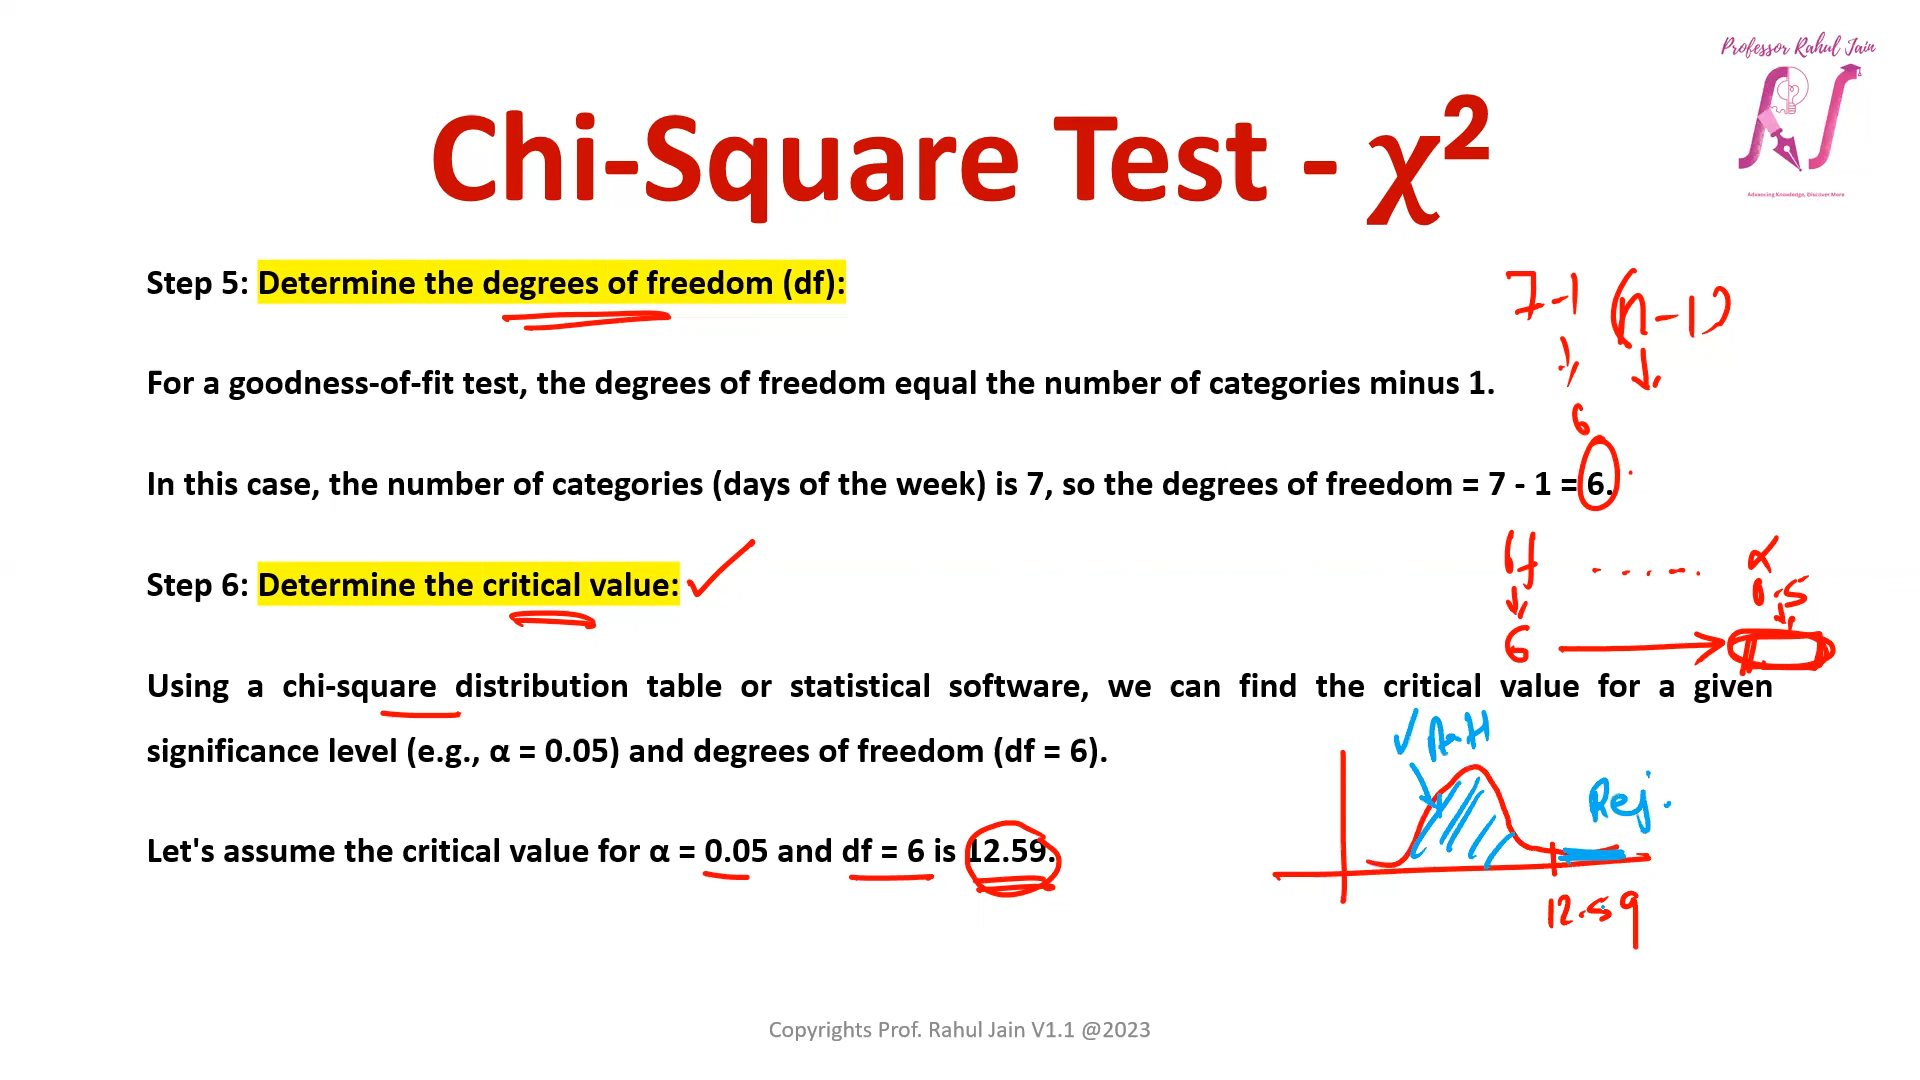 Professor Rahul Jain
Advancing Knowledge, Discover More
Chi-Square Test - χ²
Step 5: Determine the degrees of freedom (df):
7-1 (n-1)
For a goodness-of-fit test, the degrees of freedom equal the number of categories minus 1.
6
In this case, the number of categories (days of the week) is 7, so the degrees of freedom = 7 - 1 = 6.
α
Step 6: Determine the critical value:
6
Using a chi-square distribution table or statistical software, we can find the critical value for a given
significance level (e.g., α = 0.05) and degrees of freedom (df = 6).
Rej.
Let's assume the critical value for α = 0.05 and df = 6 is 12.59.
12.59
Copyrights Prof. Rahul Jain V1.1 @2023